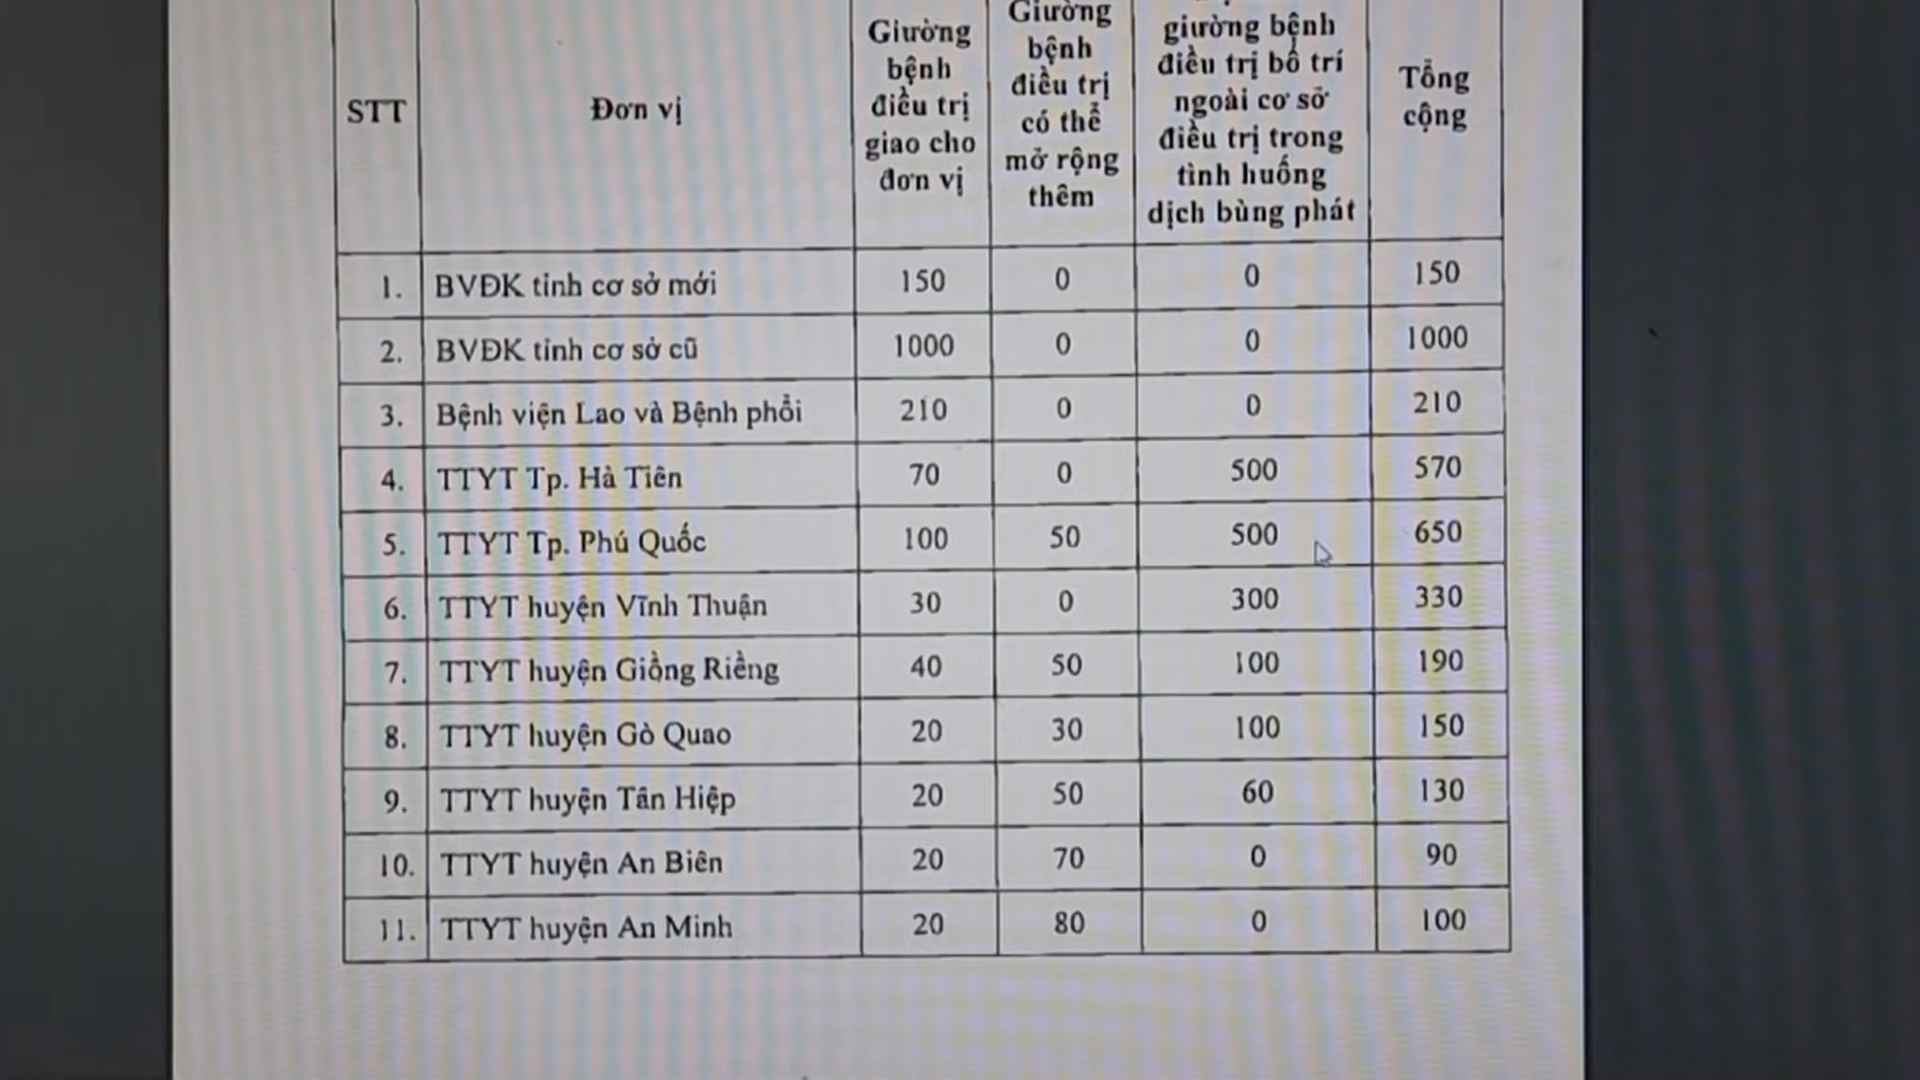 STT
Đơn vị
Giường
bệnh
điều trị
giao cho
đơn vị
Giường
bệnh
điều trị
có thể
mở rộng
thêm
giường bệnh
điều trị bố trí
ngoài cơ sở
điều trị trong
tình huống
dịch bùng phát
Tổng
cộng
1. BVĐK tỉnh cơ sở mới 150 0 0 150
2. BVĐK tỉnh cơ sở cũ 1000 0 0 1000
3. Bệnh viện Lao và Bệnh phổi 210 0 0 210
4. TTYT Tp. Hà Tiên 70 0 500 570
5. TTYT Tp. Phú Quốc 100 50 500 650
6. TTYT huyện Vĩnh Thuận 30 0 300 330
7. TTYT huyện Giồng Riềng 40 50 100 190
8. TTYT huyện Gò Quao 20 30 100 150
9. TTYT huyện Tân Hiệp 20 50 60 130
10. TTYT huyện An Biên 20 70 0 90
11. TTYT huyện An Minh 20 80 0 100